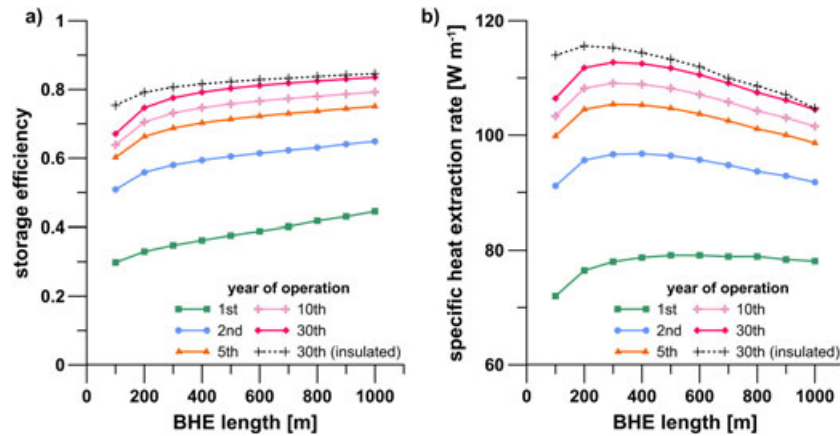 a)
storage efficiency
1
0.8
0.6
0.4
0.2
0
0 200 400 600 800 1000
BHE length [m]
year of operation
1st 10th
2nd 30th
5th 30th (insulated)
b)
specific heat extraction rate [W m⁻¹]
120
100
80
60
0 200 400 600 800 1000
BHE length [m]
year of operation
1st 10th
2nd 30th
5th 30th (insulated)